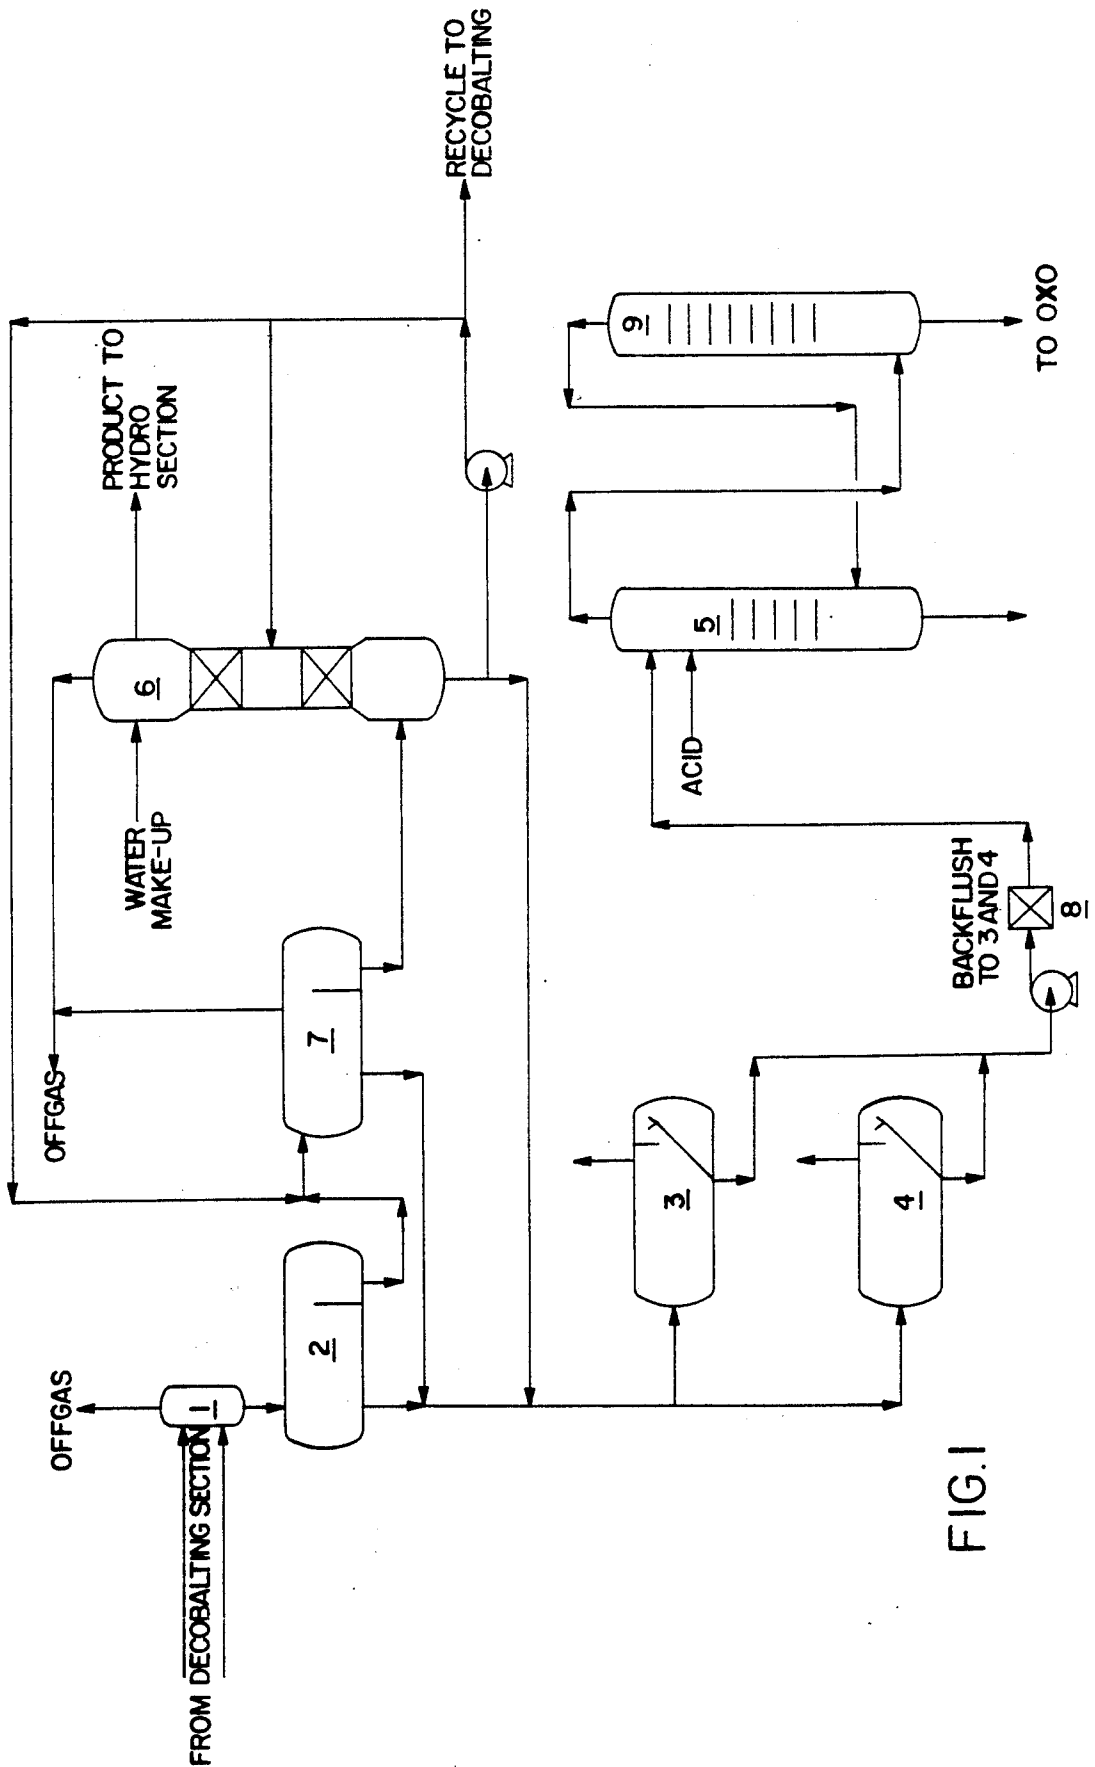 FROM DECOBALTING SECTION
OFFGAS
1
2
OFFGAS
7
WATER
MAKE-UP
6
PRODUCT TO
HYDRO
SECTION
RECYCLE TO
DECOBALTING
3
4
BACKFLUSH
TO 3 AND 4
8
ACID
5
9
TO OXO
FIG.1